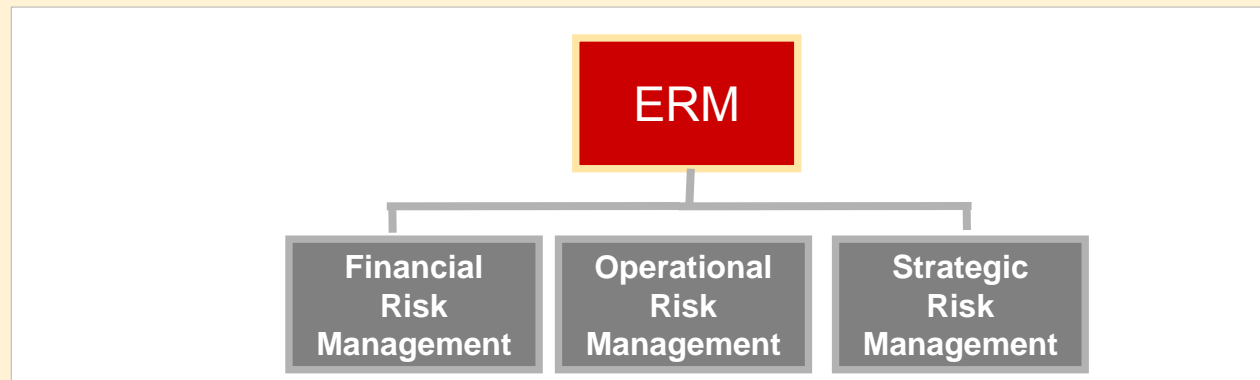 ERM
Financial
Risk
Management
Operational
Risk
Management
Strategic
Risk
Management